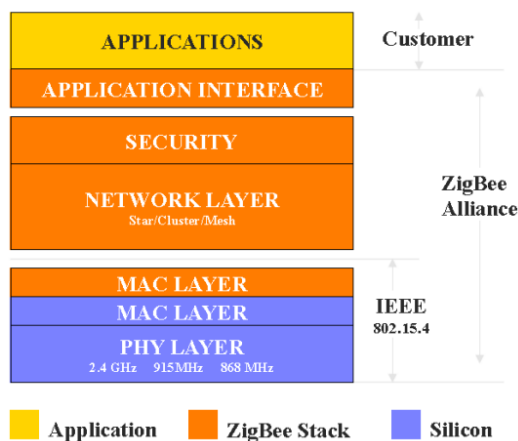 APPLICATIONS
Customer
APPLICATION INTERFACE
SECURITY
NETWORK LAYER
Star/Cluster/Mesh
ZigBee
Alliance
MAC LAYER
MAC LAYER
IEEE
802.15.4
PHY LAYER
2.4 GHz 915MHz 868 MHz
Application ZigBee Stack Silicon